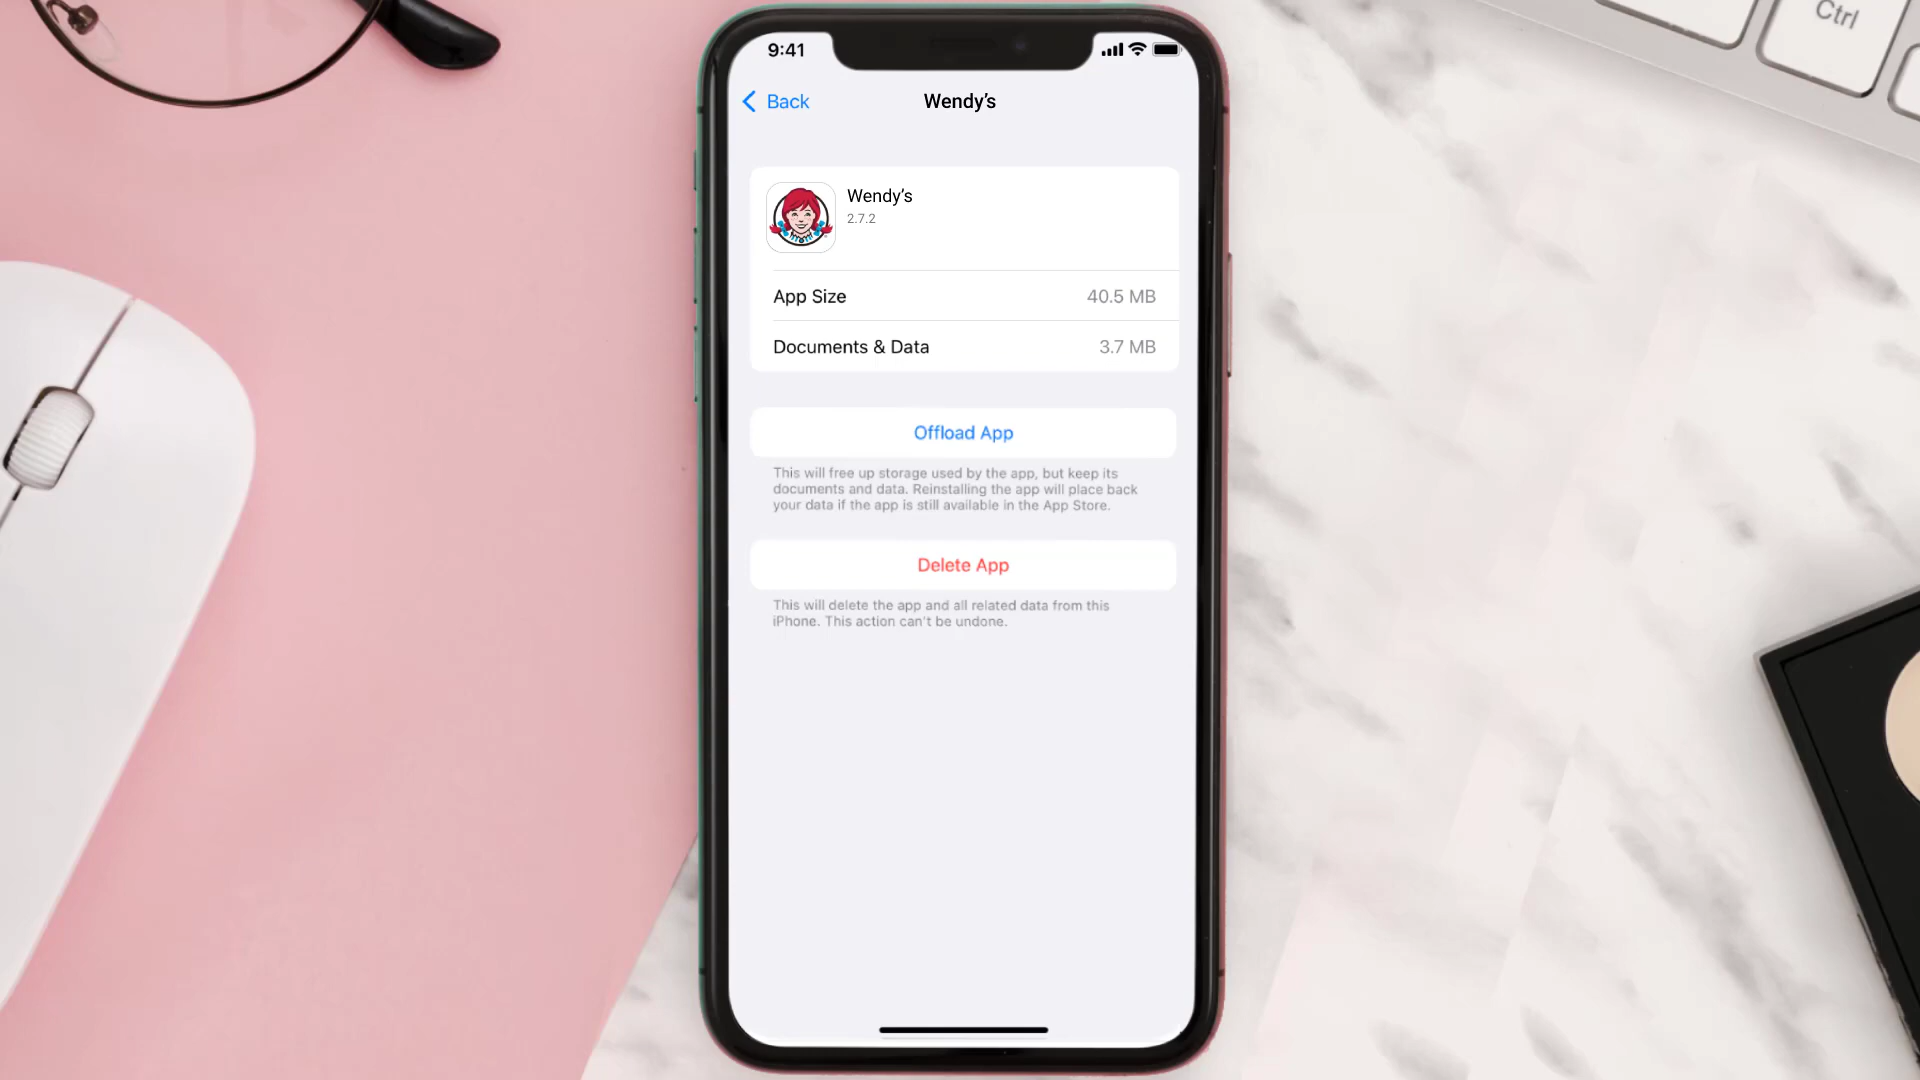 Ctrl
9:41
Back
Wendy’s
Wendy’s
2.7.2
App Size
40.5 MB
Documents & Data
3.7 MB
Offload App
This will free up storage used by the app, but keep its
documents and data. Reinstalling the app will place back
your data if the app is still available in the App Store.
Delete App
This will delete the app and all related data from this
iPhone. This action can't be undone.